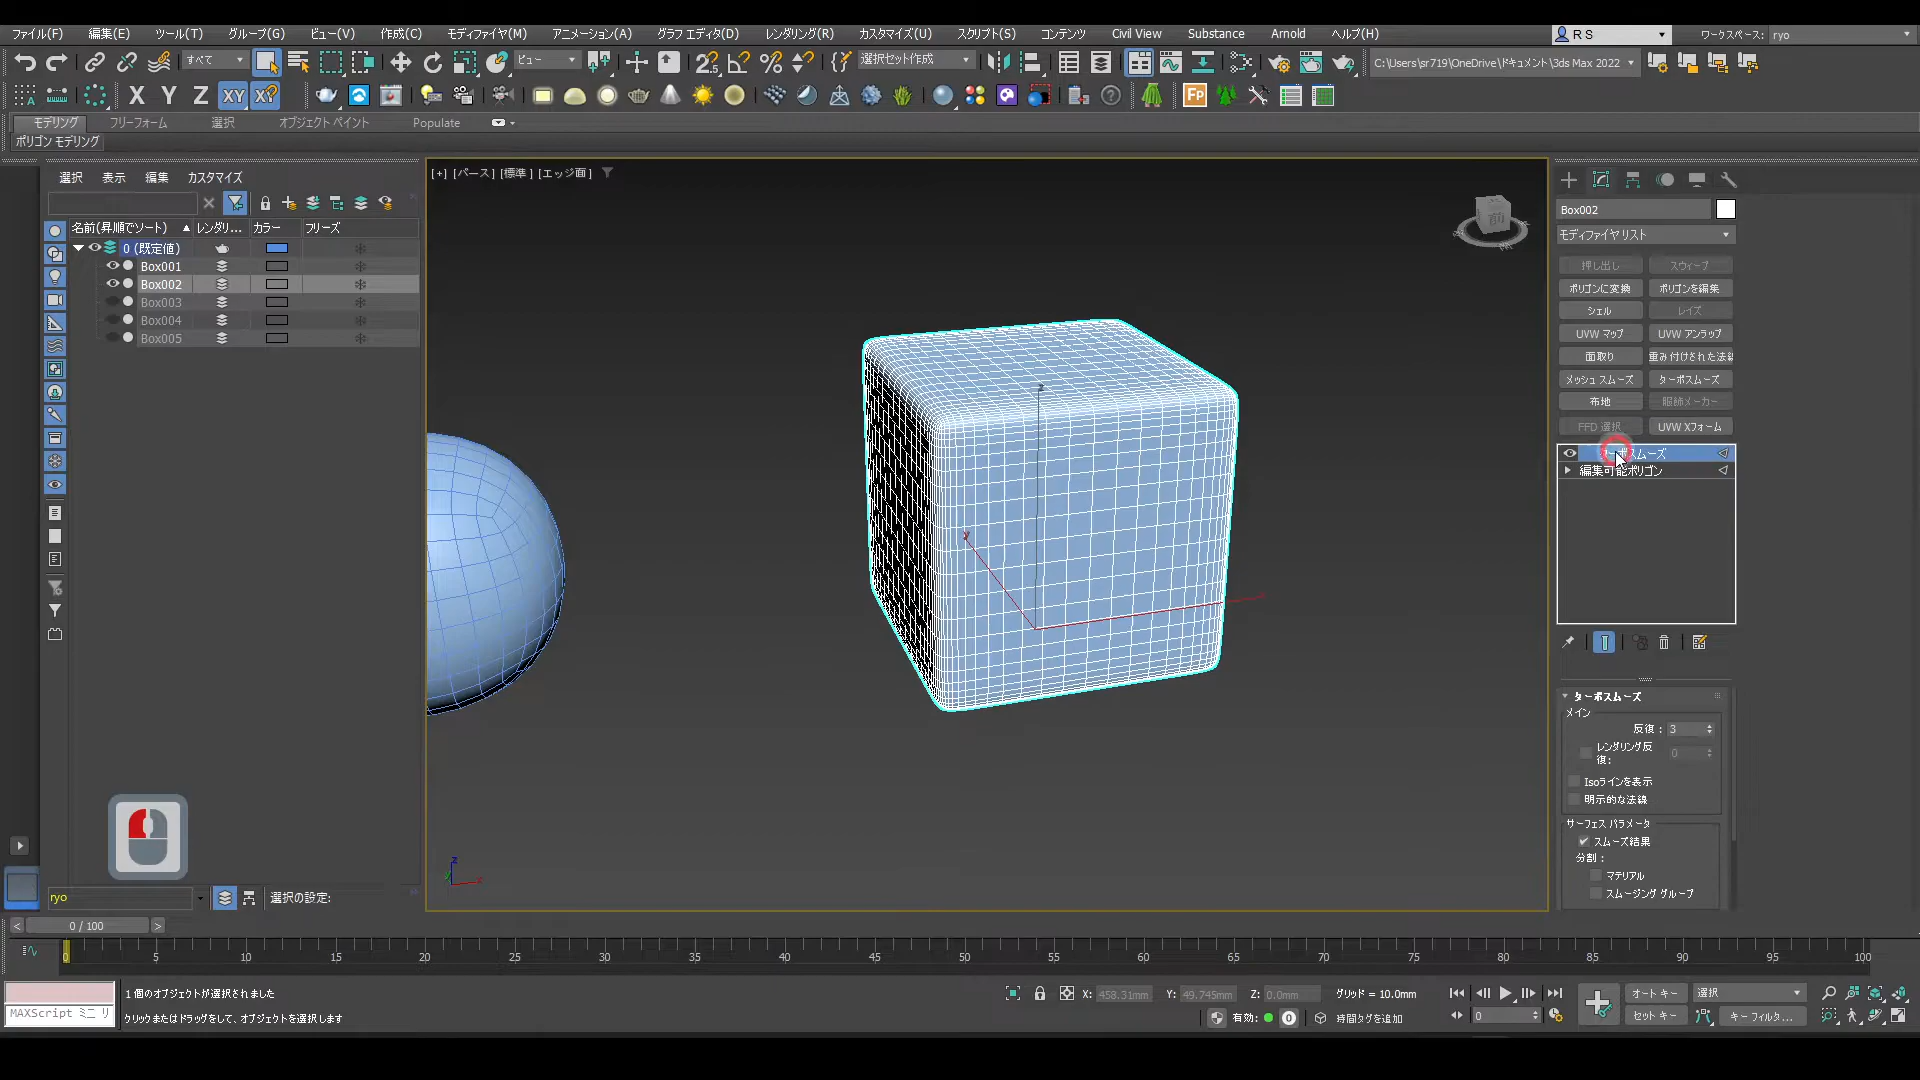 ファイル(F) 編集(E) ツール(T) グループ(G) ビュー(V) 作成(C) モディファイヤ(M) アニメーション(A) グラフ エディタ(D) レンダリング(R) カスタマイズ(U) スクリプト(S) コンテンツ Civil View Substance Arnold ヘルプ(H) R S ワークスペース: ryo
すべて ビュー 選択セット作成 C:\Users\sr719\OneDrive\ドキュメント\3ds Max 2022
X Y Z XY XY Fp
モデリング フリーフォーム 選択 オブジェクト ペイント Populate
ポリゴン モデリング
選択 表示 編集 カスタマイズ
[+] [パース] [標準 ] [エッジ面 ]
名前(昇順でソート) レンダリ... カラー フリーズ
0 (既定値)
Box001
Box002
Box003
Box004
Box005
前
z
y
Box002
モディファイヤ リスト
押し出し スウィープ
ポリゴンに変換 ポリゴンを編集
シェル レイズ
UVW マップ UVW アンラップ
面取り 重み付けされた法線
メッシュ スムーズ ターボスムーズ
布地 服飾メーカー
FFD 選択 UVW Xフォーム
ターボスムーズ
編集可能ポリゴン
ターボスムーズ
メイン
反復 : 3
レンダリング反復: 0
Isoラインを表示
明示的な法線
サーフェス パラメータ
スムーズ結果
分割 :
マテリアル
スムージング グループ
z
x
ryo 選択の設定:
< 0 / 100 >
0 5 10 15 20 25 30 35 40 45 50 55 60 65 70 75 80 85 90 95 100
1 個のオブジェクトが選択されました X: 458.31mm Y: 49.745mm Z: 0.0mm グリッド = 10.0mm オート キー 選択
MAXScript ミニ リ クリックまたはドラッグをして、オブジェクトを選択します 有効: 0 時間タグを追加 0 セット キー キー フィルタ...